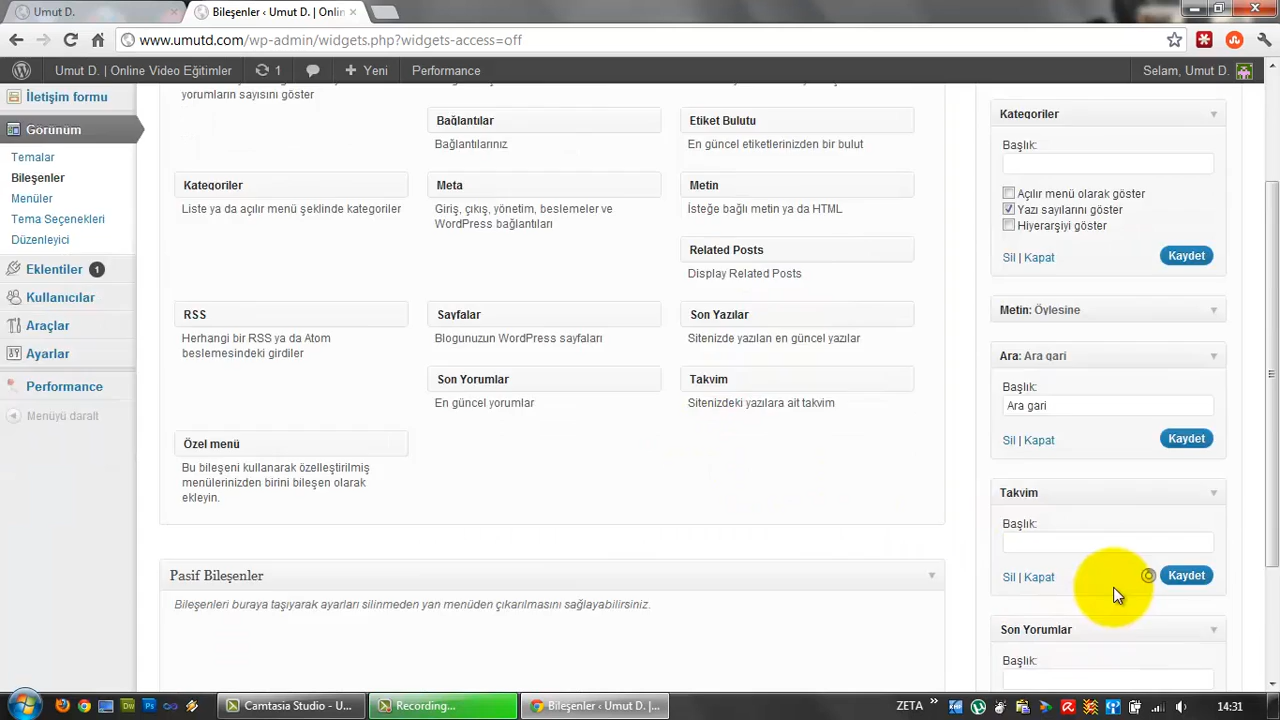 Umut D.
Bileşenler ‹ Umut D. | Onlin
www.umutd.com/wp-admin/widgets.php?widgets-access=off
Umut D. | Online Video Eğitimler
1
Yeni
Performance
Selam, Umut D.
İletişim formu
Görünüm
Temalar
Bileşenler
Menüler
Tema Seçenekleri
Düzenleyici
Eklentiler 1
Kullanıcılar
Araçlar
Ayarlar
Performance
Menüyü daralt
yorumların sayısını göster
Bağlantılar
Bağlantılarınız
Etiket Bulutu
En güncel etiketlerinizden bir bulut
Kategoriler
Liste ya da açılır menü şeklinde kategoriler
Meta
Giriş, çıkış, yönetim, beslemeler ve
WordPress bağlantıları
Metin
İsteğe bağlı metin ya da HTML
Related Posts
Display Related Posts
RSS
Herhangi bir RSS ya da Atom
beslemesindeki girdiler
Sayfalar
Blogunuzun WordPress sayfaları
Son Yazılar
Sitenizde yazılan en güncel yazılar
Son Yorumlar
En güncel yorumlar
Takvim
Sitenizdeki yazılara ait takvim
Özel menü
Bu bileşeni kullanarak özelleştirilmiş
menülerinizden birini bileşen olarak
ekleyin.
Pasif Bileşenler
Bileşenleri buraya taşıyarak ayarları silinmeden yan menüden çıkarılmasını sağlayabilirsiniz.
Kategoriler
Başlık:
Açılır menü olarak göster
Yazı sayılarını göster
Hiyerarşiyi göster
Sil | Kapat
Kaydet
Metin: Öylesine
Ara: Ara gari
Başlık:
Ara gari
Sil | Kapat
Kaydet
Takvim
Başlık:
Sil | Kapat
Kaydet
Son Yorumlar
Başlık:
Camtasia Studio - U...
Recording...
Bileşenler ‹ Umut D. |...
ZETA
14:31